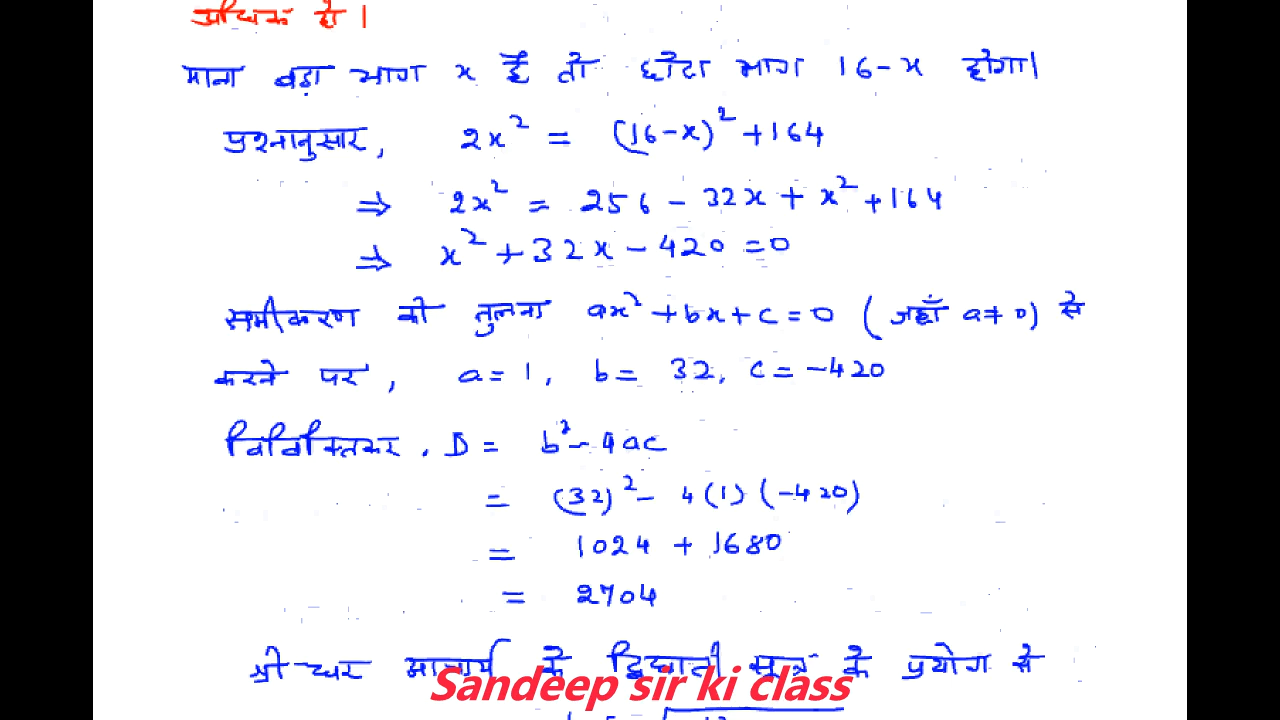 अधिक हो।
माना बड़ा भाग x है तो छोटा भाग 16-x होगा।
प्रश्नानुसार, 2x² = (16-x)² + 164
⇒ 2x² = 256 - 32x + x² + 164
⇒ x² + 32x - 420 = 0
समीकरण की तुलना ax² + bx + c = 0 (जहाँ a ≠ 0) से
करने पर, a = 1, b = 32, c = -420
विविक्तिकर, D = b² - 4ac
= (32)² - 4(1)(-420)
= 1024 + 1680
= 2704
श्री धर आचार्य के द्विघाती सूत्र के प्रयोग से
Sandeep sir ki class